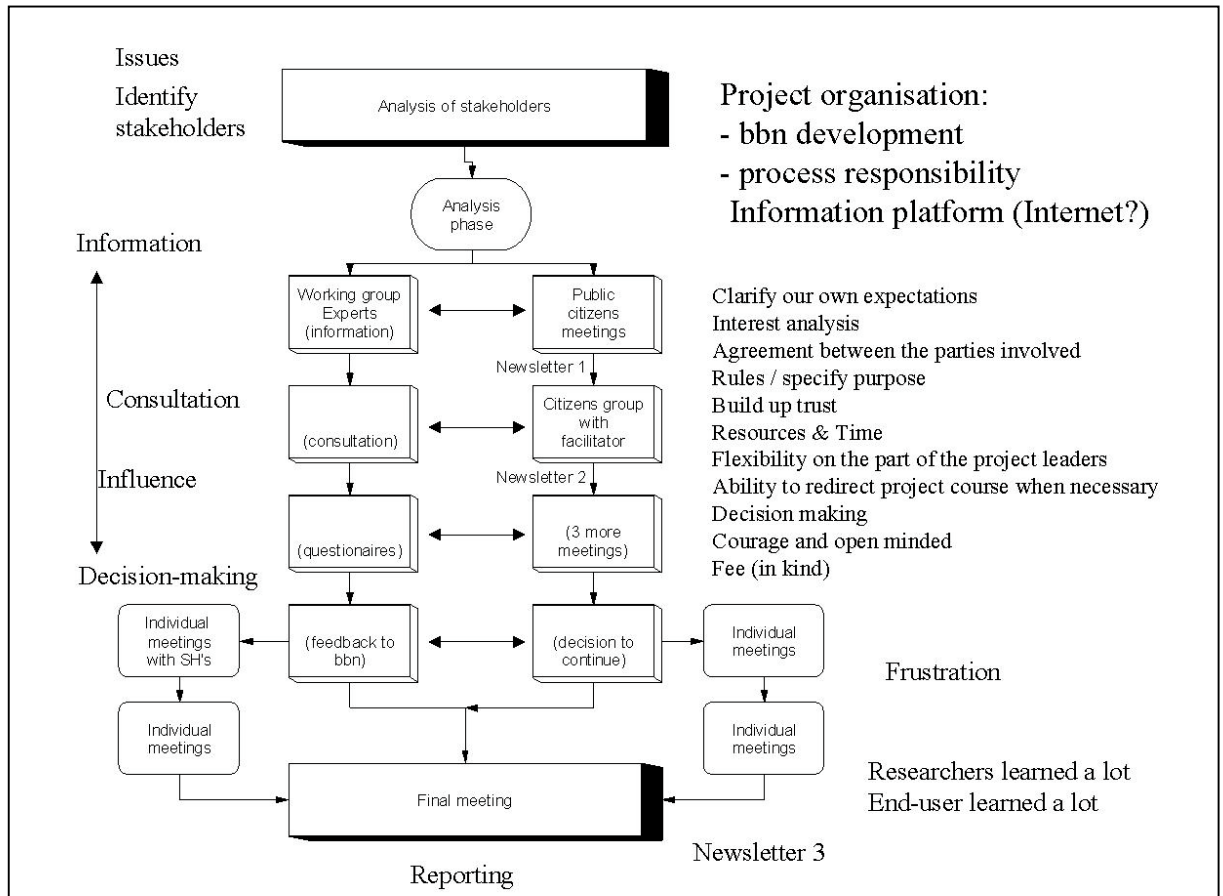 Issues
Identify
stakeholders
Analysis of stakeholders
Project organisation:
- bbn development
- process responsibility
Information platform (Internet?)
Analysis
phase
Information
Working group
Experts
(information)
Public
citizens
meetings
Clarify our own expectations
Interest analysis
Agreement between the parties involved
Rules / specify purpose
Build up trust
Resources & Time
Flexibility on the part of the project leaders
Ability to redirect project course when necessary
Decision making
Courage and open minded
Fee (in kind)
Newsletter 1
Consultation
(consultation)
Citizens group
with
facilitator
Influence
Newsletter 2
(questionaires)
(3 more
meetings)
Decision-making
Individual
meetings
with SH's
(feedback to
bbn)
(decision to
continue)
Individual
meetings
Frustration
Individual
meetings
Individual
meetings
Final meeting
Researchers learned a lot
End-user learned a lot
Newsletter 3
Reporting